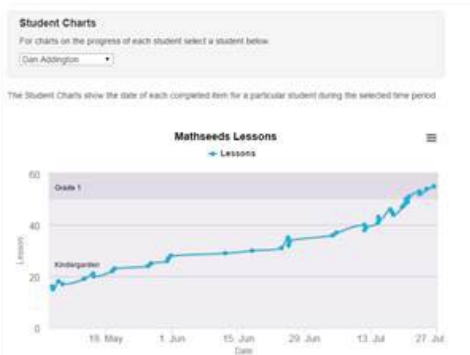 Student Charts
For charts on the progress of each student select a student below.
Dan Addington
The Student Charts show the date of each completed item for a particular student during the selected time period
Mathseeds Lessons
Lessons
60
Grade 1
40
Lesson
Kindergarden
20
0
19. May 1. Jun 15. Jun 29. Jun 13. Jul 27. Jul
Date